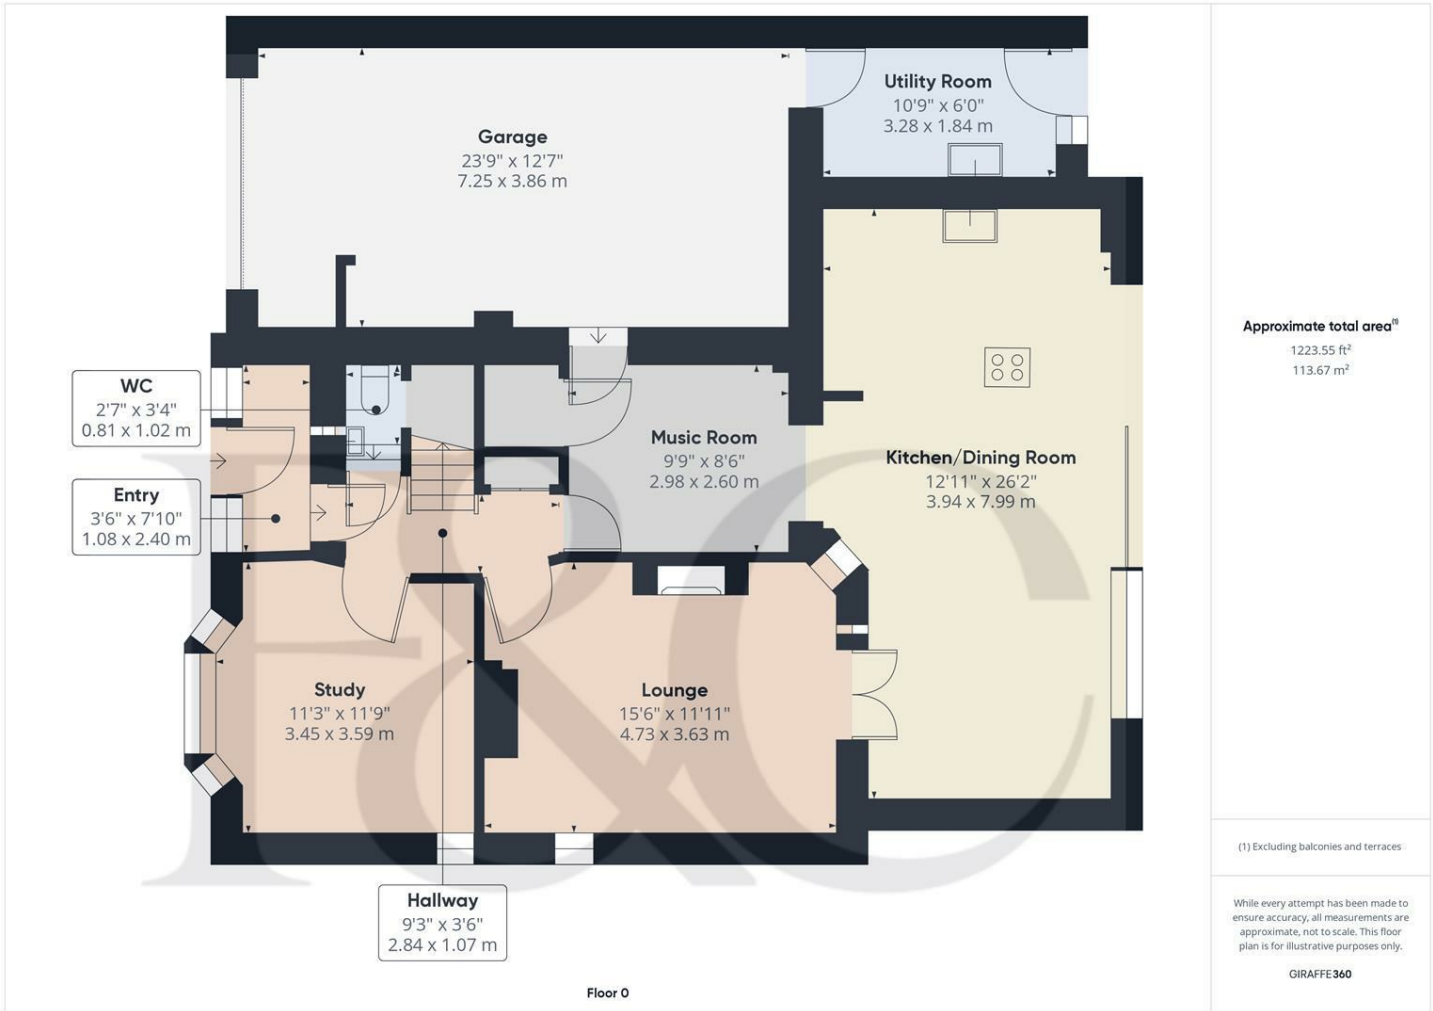 Utility Room
10'9" x 6'0"
3.28 x 1.84 m
Garage
23'9" x 12'7"
7.25 x 3.86 m
WC
2'7" x 3'4"
0.81 x 1.02 m
Music Room
9'9" x 8'6"
2.98 x 2.60 m
Kitchen/Dining Room
12'11" x 26'2"
3.94 x 7.99 m
Entry
3'6" x 7'10"
1.08 x 2.40 m
Study
11'3" x 11'9"
3.45 x 3.59 m
Lounge
15'6" x 11'11"
4.73 x 3.63 m
Hallway
9'3" x 3'6"
2.84 x 1.07 m
F&C
Floor 0
Approximate total area(1)
1223.55 ft²
113.67 m²
(1) Excluding balconies and terraces
While every attempt has been made to
ensure accuracy, all measurements are
approximate, not to scale. This floor
plan is for illustrative purposes only.
GIRAFFE360